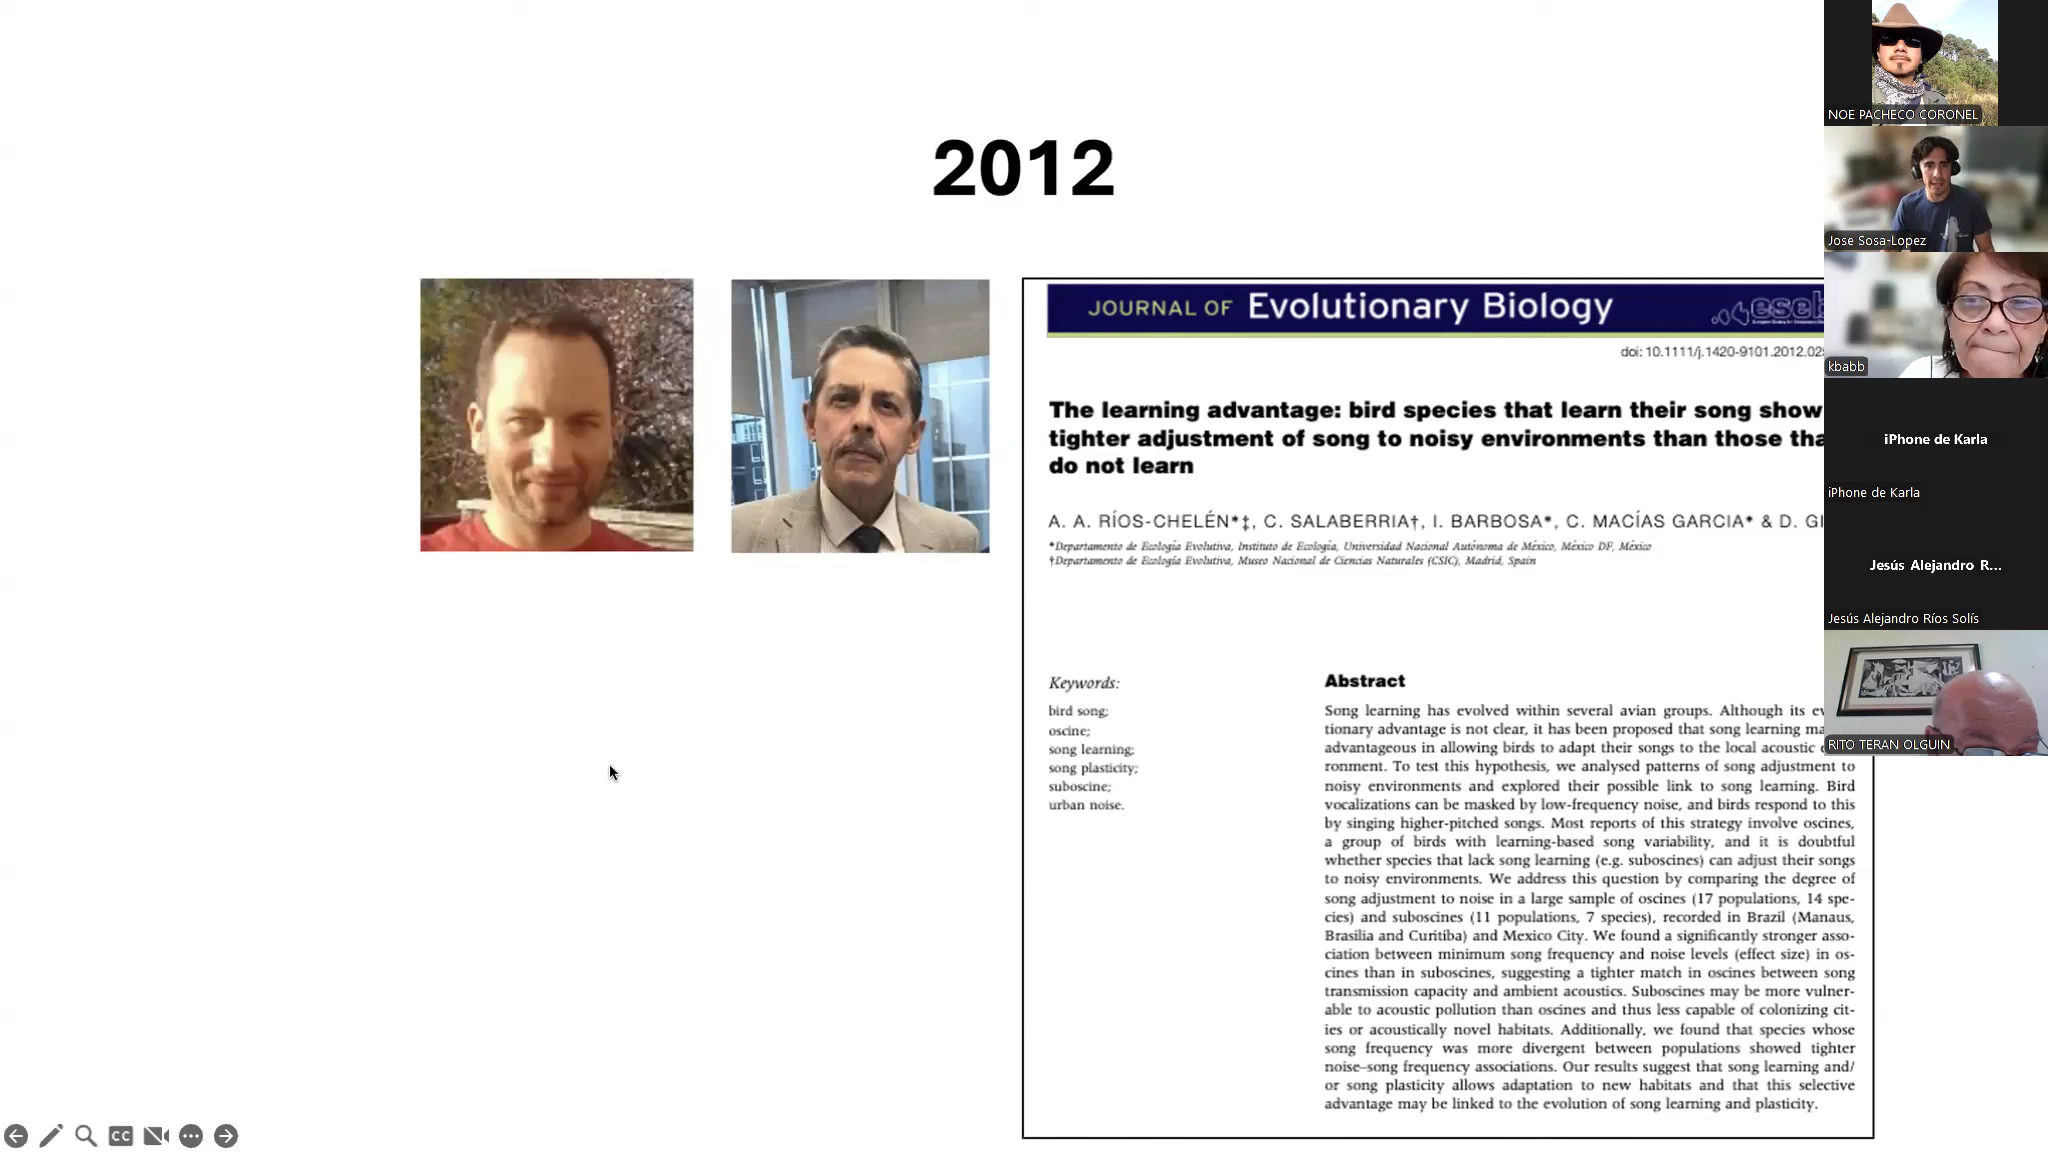 2012
JOURNAL OF Evolutionary Biology
doi: 10.1111/j.1420-9101.2012.02
The learning advantage: bird species that learn their song show
tighter adjustment of song to noisy environments than those
do not learn
A. A. RÍOS-CHELÉN*‡, C. SALABERRIA†, I. BARBOSA*, C. MACÍAS GARCIA* & D.
*Departamento de Ecología Evolutiva, Instituto de Ecología, Universidad Nacional Autónoma de México, México DF, México
†Departamento de Ecología Evolutiva, Museo Nacional de Ciencias Naturales (CSIC), Madrid, Spain
Keywords:
bird song;
oscine;
song learning;
song plasticity;
suboscine;
urban noise.
Abstract
Song learning has evolved within several avian groups. Although its
tionary advantage is not clear, it has been proposed that song learning
advantageous in allowing birds to adapt their songs to the local acoustic
ronment. To test this hypothesis, we analysed patterns of song adjustment to
noisy environments and explored their possible link to song learning. Bird
vocalizations can be masked by low-frequency noise, and birds respond to this
by singing higher-pitched songs. Most reports of this strategy involve oscines,
a group of birds with learning-based song variability, and it is doubtful
whether species that lack song learning (e.g. suboscines) can adjust their songs
to noisy environments. We address this question by comparing the degree of
song adjustment to noise in a large sample of oscines (17 populations, 14 spe-
cies) and suboscines (11 populations, 7 species), recorded in Brazil (Manaus,
Brasilia and Curitiba) and Mexico City. We found a significantly stronger asso-
ciation between minimum song frequency and noise levels (effect size) in os-
cines than in suboscines, suggesting a tighter match in oscines between song
transmission capacity and ambient acoustics. Suboscines may be more vulner-
able to acoustic pollution than oscines and thus less capable of colonizing cit-
ies or acoustically novel habitats. Additionally, we found that species whose
song frequency was more divergent between populations showed tighter
noise–song frequency associations. Our results suggest that song learning and/
or song plasticity allows adaptation to new habitats and that this selective
advantage may be linked to the evolution of song learning and plasticity.
NOE PACHECO CORONEL
Jose Sosa-Lopez
kbabb
iPhone de Karla
iPhone de Karla
Jesús Alejandro R...
Jesús Alejandro Ríos Solís
RITO TERAN OLGUIN
CC